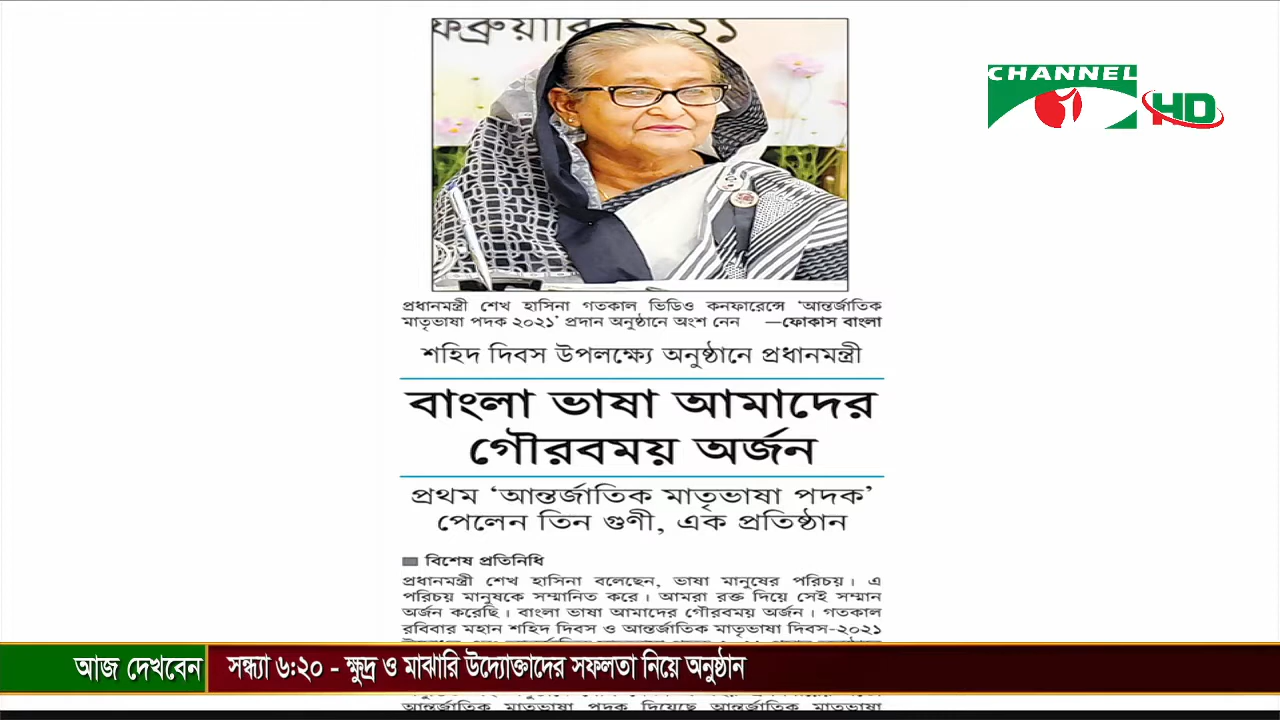 ফেব্রুয়ারি ২০২১
CHANNEL
HD
প্রধানমন্ত্রী শেখ হাসিনা গতকাল ভিডিও কনফারেন্সে ‘আন্তর্জাতিক
মাতৃভাষা পদক ২০২১’ প্রদান অনুষ্ঠানে অংশ নেন —ফোকাস বাংলা
শহিদ দিবস উপলক্ষ্যে অনুষ্ঠানে প্রধানমন্ত্রী
বাংলা ভাষা আমাদের
গৌরবময় অর্জন
প্রথম ‘আন্তর্জাতিক মাতৃভাষা পদক’
পেলেন তিন গুণী, এক প্রতিষ্ঠান
বিশেষ প্রতিনিধি
প্রধানমন্ত্রী শেখ হাসিনা বলেছেন, ভাষা মানুষের পরিচয়। এ
পরিচয় মানুষকে সম্মানিত করে। আমরা রক্ত দিয়ে সেই সম্মান
অর্জন করেছি। বাংলা ভাষা আমাদের গৌরবময় অর্জন। গতকাল
রবিবার মহান শহিদ দিবস ও আন্তর্জাতিক মাতৃভাষা দিবস-২০২১
আজ দেখবেন
সন্ধ্যা ৬:২০ - ক্ষুদ্র ও মাঝারি উদ্যোক্তাদের সফলতা নিয়ে অনুষ্ঠান
আন্তর্জাতিক মাতৃভাষা পদক দিয়েছে আন্তর্জাতিক মাতৃভাষা